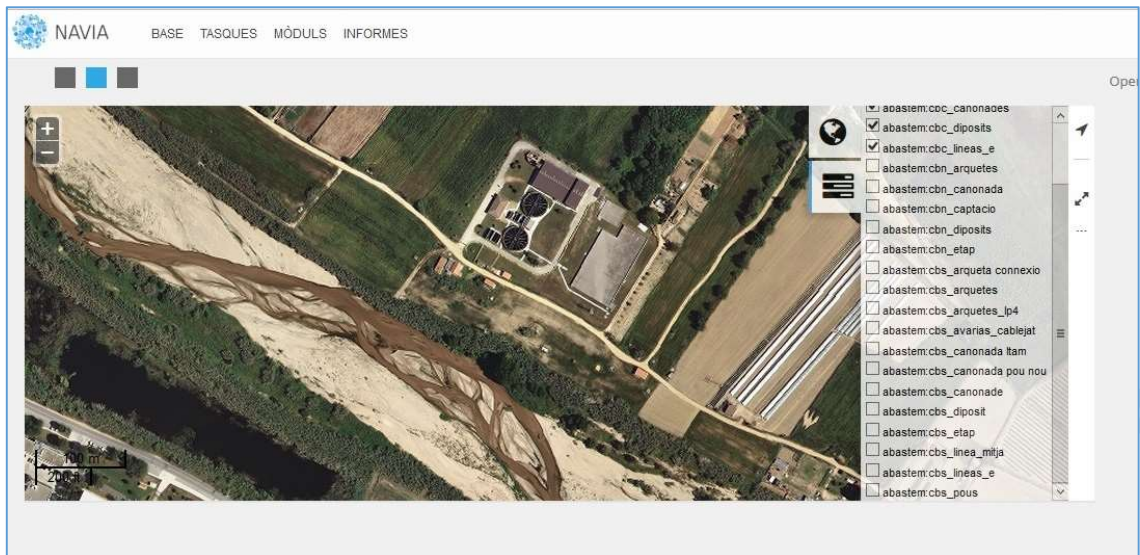 NAVIA BASE TASQUES MÒDULS INFORMES
Oper
+
−
abastem:cbc_canonades
abastem:cbc_diposits
abastem:cbc_lineas_e
abastem:cbn_arquetes
abastem:cbn_canonada
abastem:cbn_captacio
abastem:cbn_diposits
abastem:cbn_etap
abastem:cbs_arqueta connexio
abastem:cbs_arquetes
abastem:cbs_arquetes_lp4
abastem:cbs_avarias_cablejat
abastem:cbs_canonada ltam
abastem:cbs_canonada pou nou
abastem:cbs_canonade
abastem:cbs_diposit
abastem:cbs_etap
abastem:cbs_linea_mitja
abastem:cbs_lineas_e
abastem:cbs_pous
...
100 m
200 ft